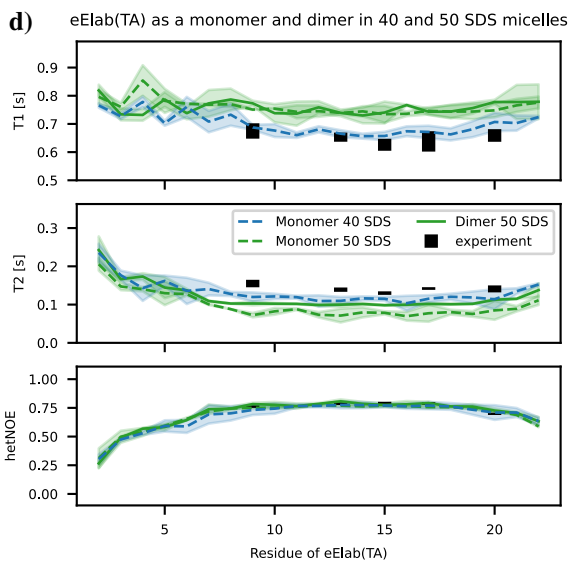 d) eElab(TA) as a monomer and dimer in 40 and 50 SDS micelles
0.9
0.8
0.7
0.6
0.5
T1 [s]
0.3
0.2
0.1
0.0
T2 [s]
Monomer 40 SDS
Monomer 50 SDS
Dimer 50 SDS
experiment
1.00
0.75
0.50
0.25
0.00
hetNOE
5 10 15 20
Residue of eElab(TA)